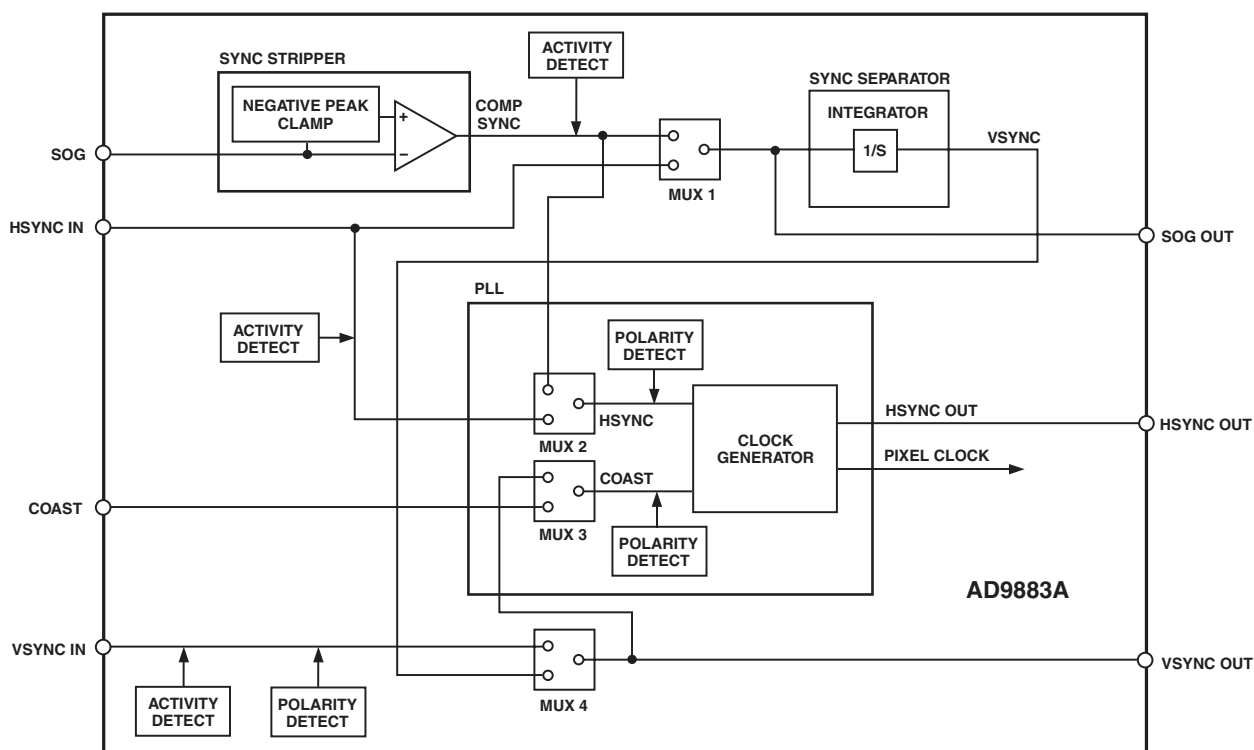 SYNC STRIPPER
NEGATIVE PEAK
CLAMP
+
−
COMP
SYNC
ACTIVITY
DETECT
SYNC SEPARATOR
INTEGRATOR
1/S
VSYNC
SOG
MUX 1
HSYNC IN
SOG OUT
PLL
ACTIVITY
DETECT
POLARITY
DETECT
HSYNC
MUX 2
CLOCK
GENERATOR
HSYNC OUT
HSYNC OUT
PIXEL CLOCK
COAST
COAST
MUX 3
POLARITY
DETECT
AD9883A
VSYNC IN
VSYNC OUT
ACTIVITY
DETECT
POLARITY
DETECT
MUX 4